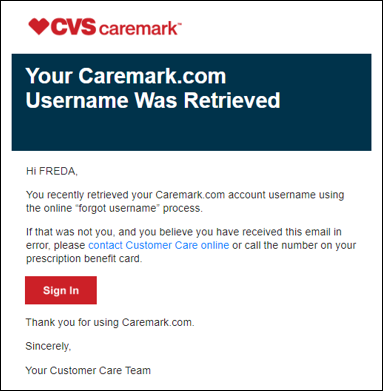 CVS caremark™
Your Caremark.com
Username Was Retrieved
Hi FREDA,
You recently retrieved your Caremark.com account username using
the online “forgot username” process.
If that was not you, and you believe you have received this email in
error, please contact Customer Care online or call the number on your
prescription benefit card.
Sign In
Thank you for using Caremark.com.
Sincerely,
Your Customer Care Team